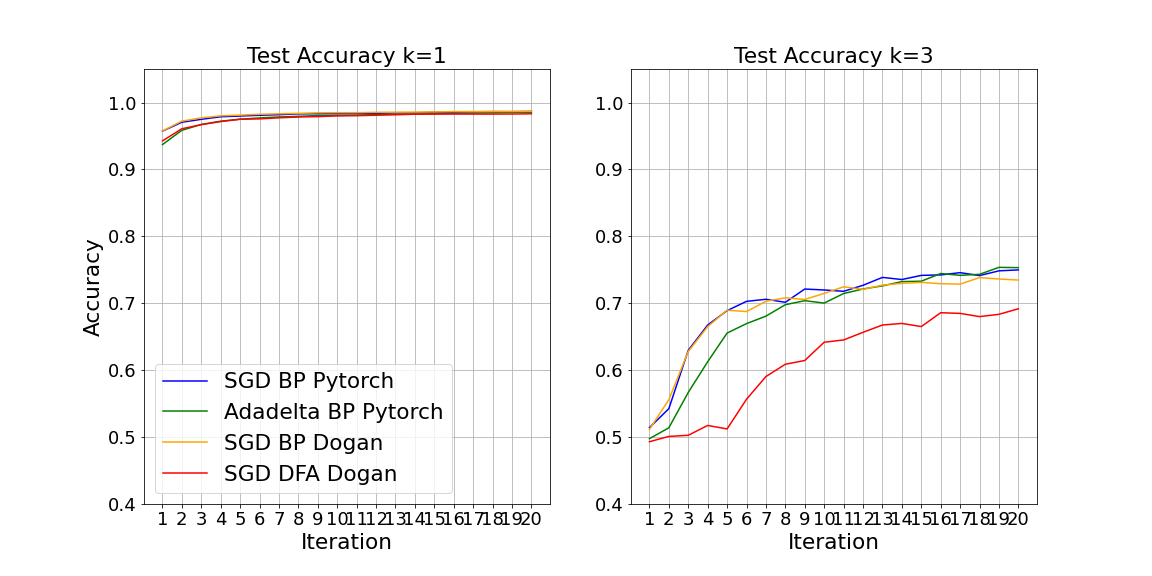 Test Accuracy k=1
Accuracy
1.0
0.9
0.8
0.7
0.6
0.5
0.4
SGD BP Pytorch
Adadelta BP Pytorch
SGD BP Dogan
SGD DFA Dogan
1 2 3 4 5 6 7 8 9 10 11 12 13 14 15 16 17 18 19 20
Iteration
Test Accuracy k=3
1.0
0.9
0.8
0.7
0.6
0.5
0.4
1 2 3 4 5 6 7 8 9 10 11 12 13 14 15 16 17 18 19 20
Iteration